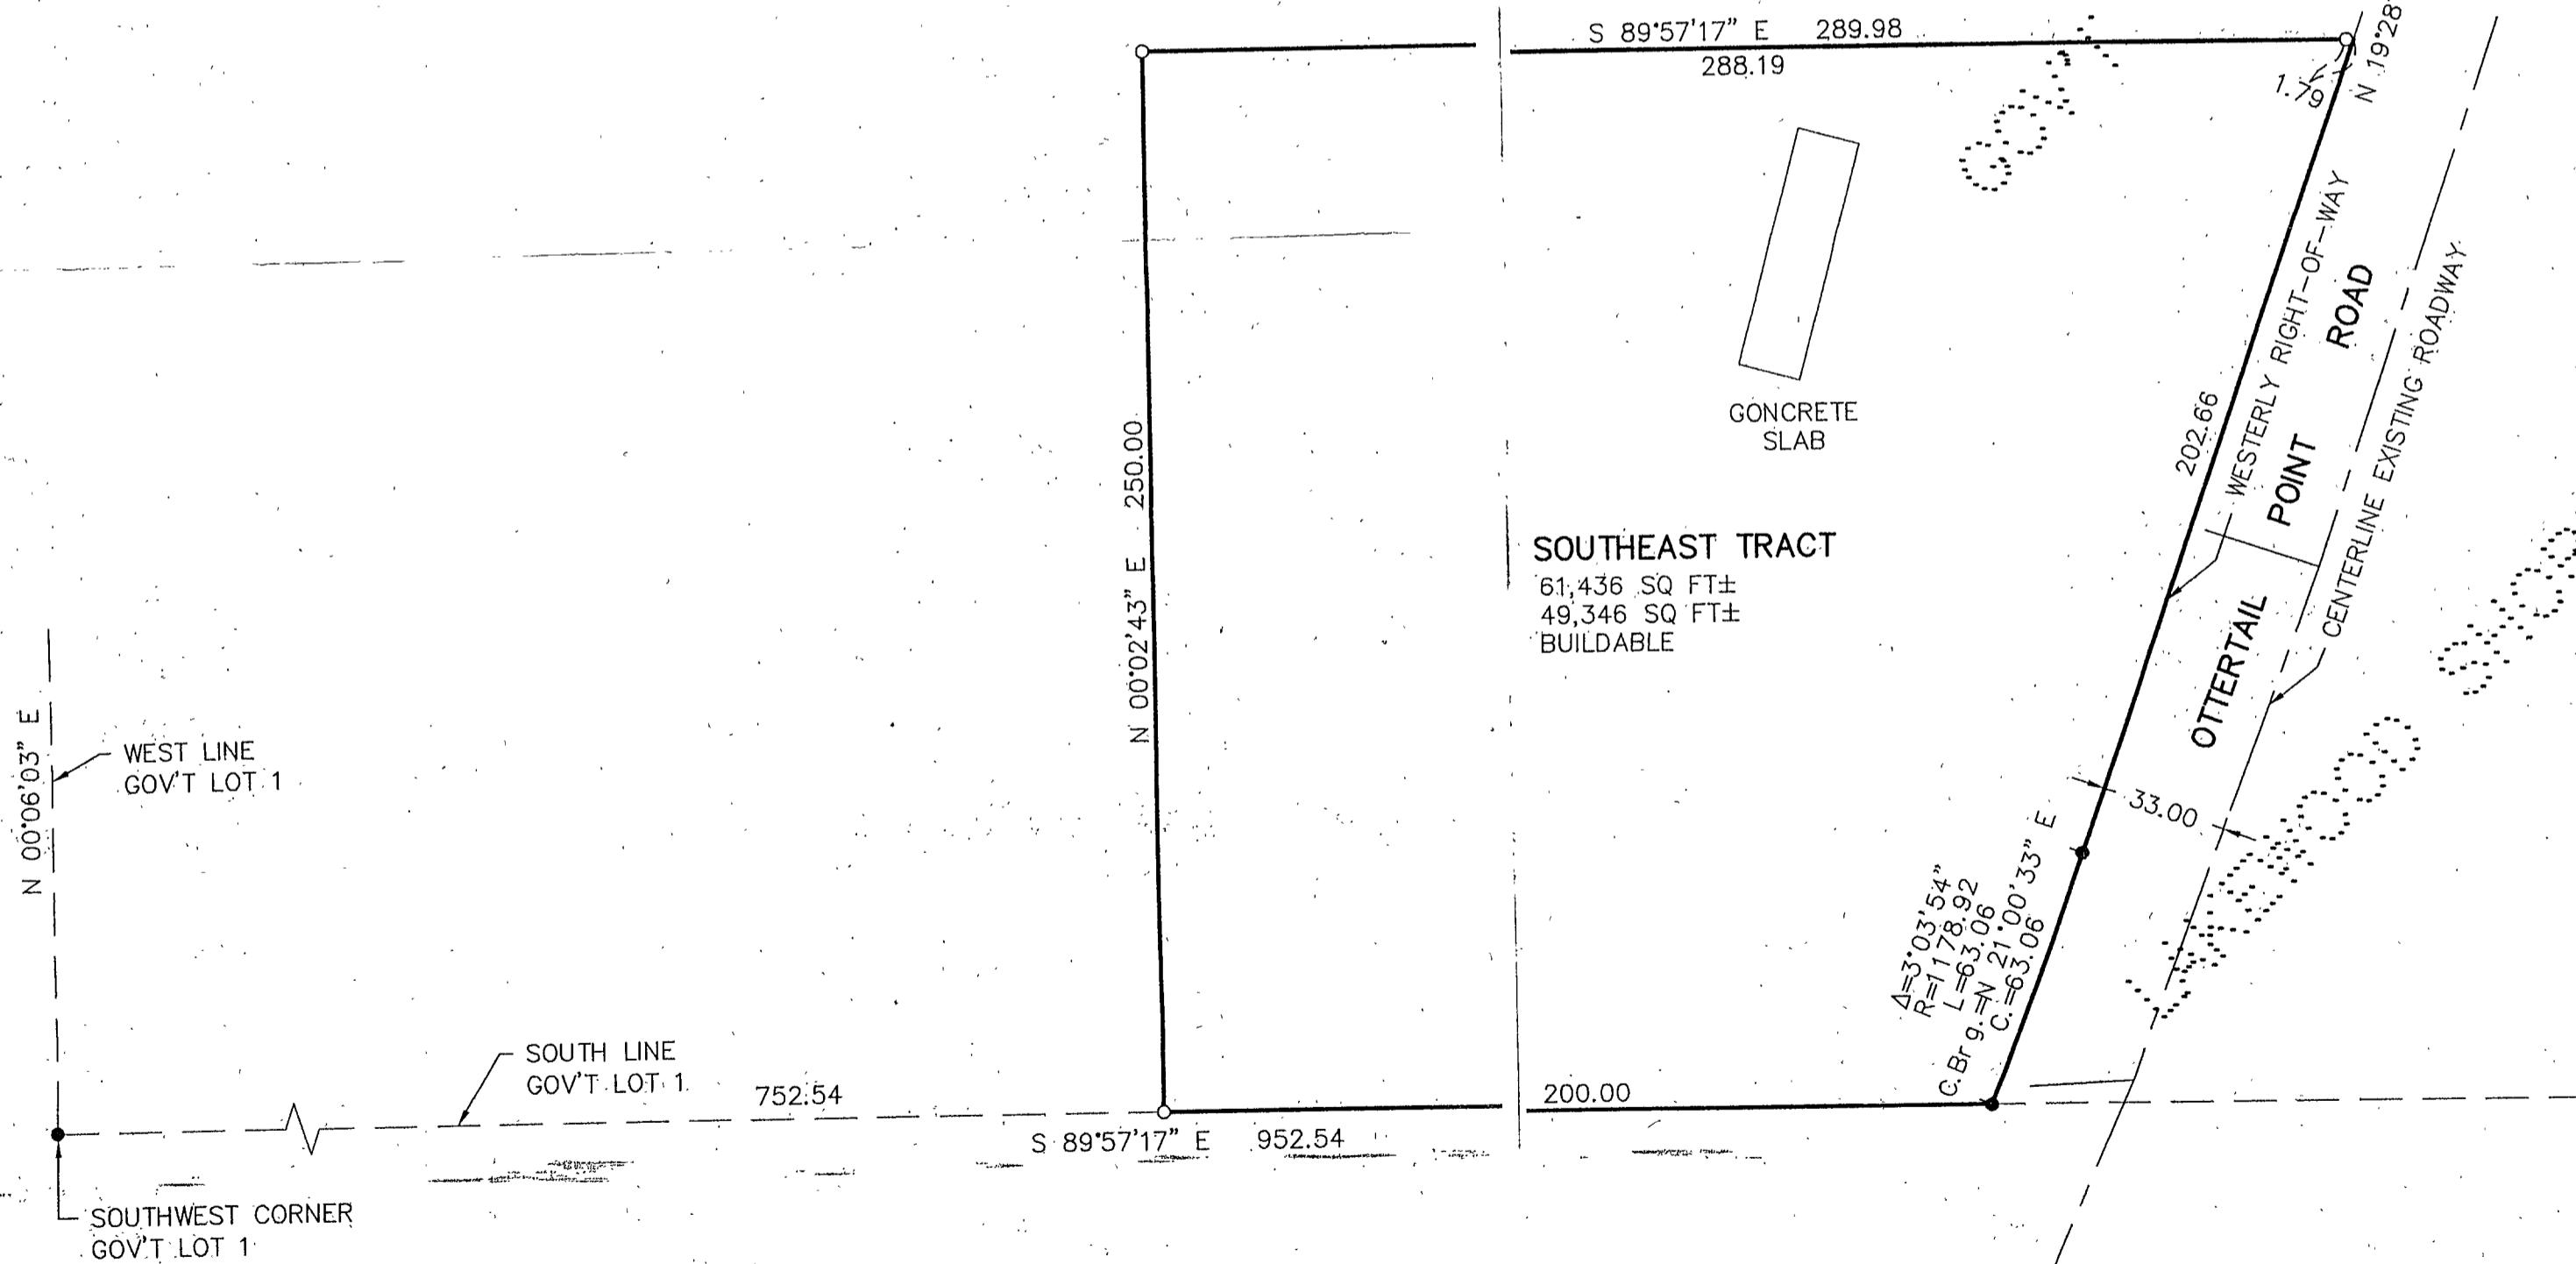 S 89°57'17" E 289.98
288.19
1.79
N 19°28'
GOVT
N 00°02'43" E 250.00
GONCRETE
SLAB
202.66
WESTERLY RIGHT-OF-WAY
OTTERTAIL POINT ROAD
CENTERLINE EXISTING ROADWAY
SOUTHEAST TRACT
61,436 SQ FT±
49,346 SQ FT±
BUILDABLE
N 00°06'03" E
WEST LINE
GOV'T LOT 1
33.00
Δ=3°03'54"
R=1178.92
L=63.06
C.Brg.=N 21°00'33" E
C.=63.06
LAKEWOOD
SOUTH LINE
GOV'T LOT 1
752.54
200.00
S 89°57'17" E 952.54
SOUTHWEST CORNER
GOV'T LOT 1